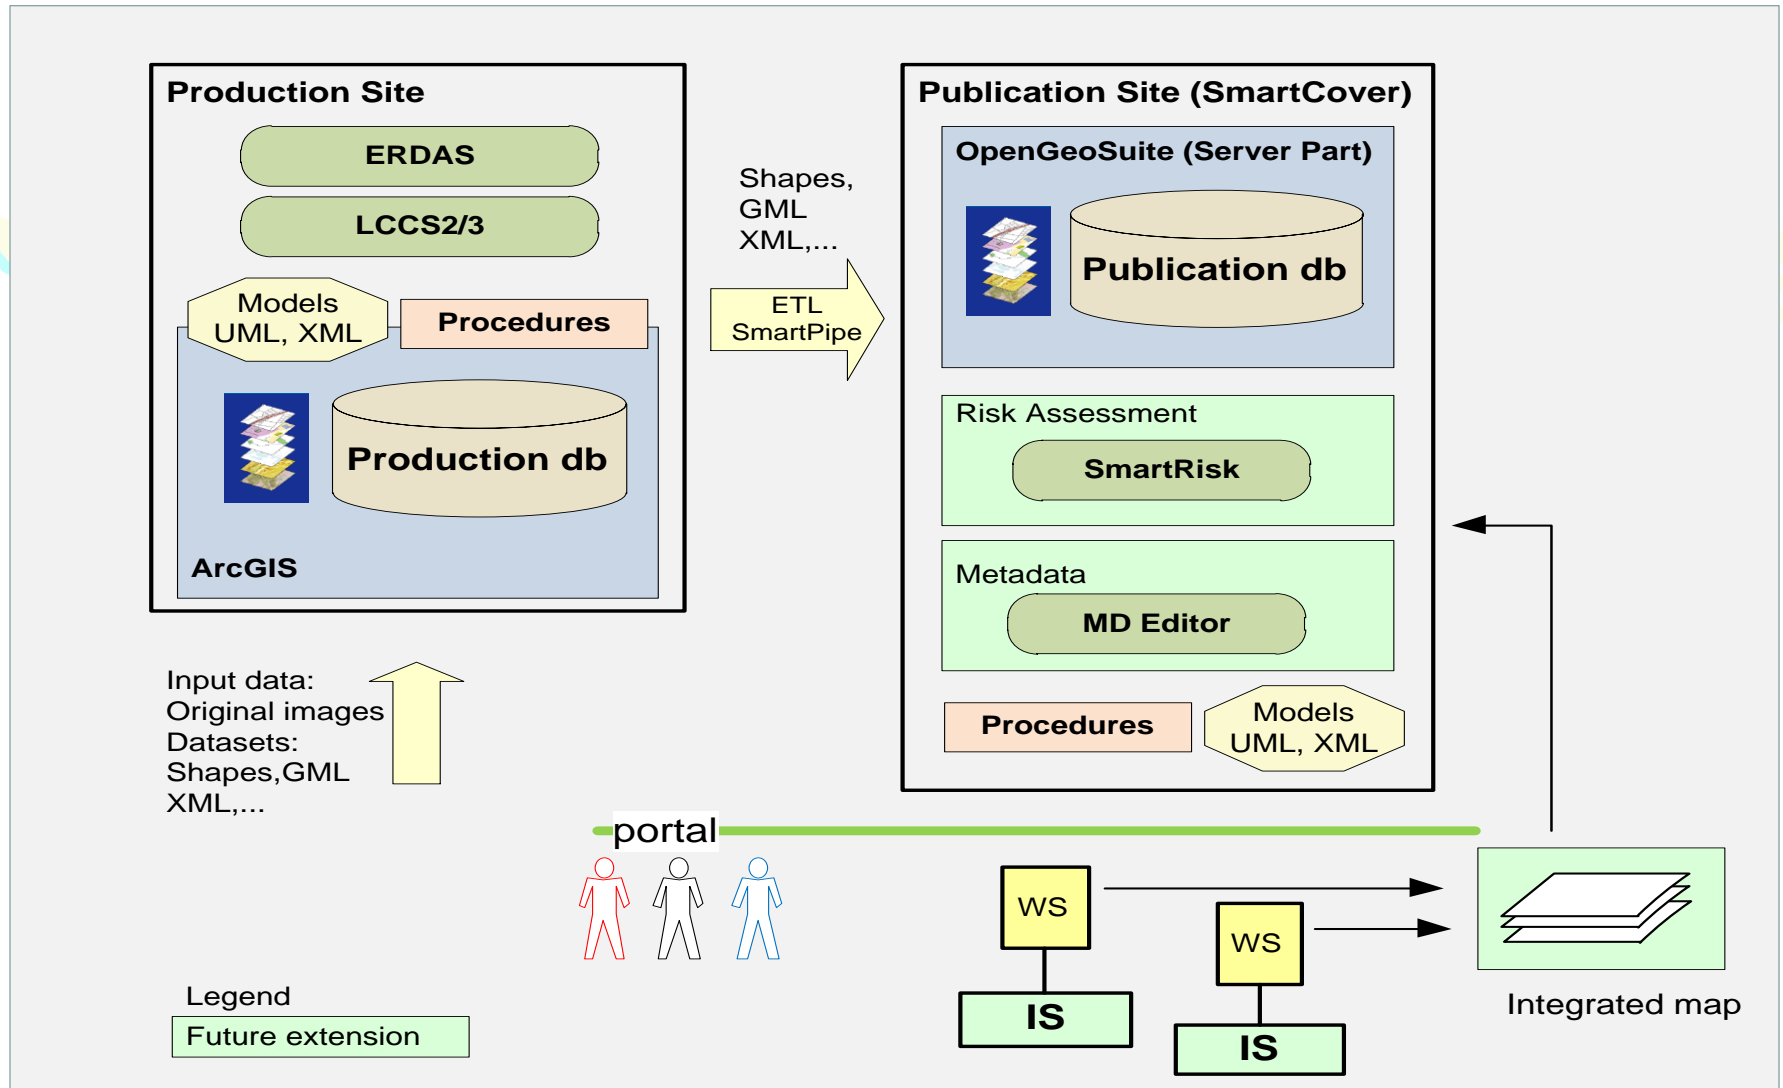 Production Site
ERDAS
LCCS2/3
Models
UML, XML
Procedures
Production db
ArcGIS
Input data:
Original images
Datasets:
Shapes,GML
XML,...
Shapes,
GML
XML,...
ETL
SmartPipe
Publication Site (SmartCover)
OpenGeoSuite (Server Part)
Publication db
Risk Assessment
SmartRisk
Metadata
MD Editor
Procedures
Models
UML, XML
portal
WS
IS
WS
IS
Integrated map
Legend
Future extension